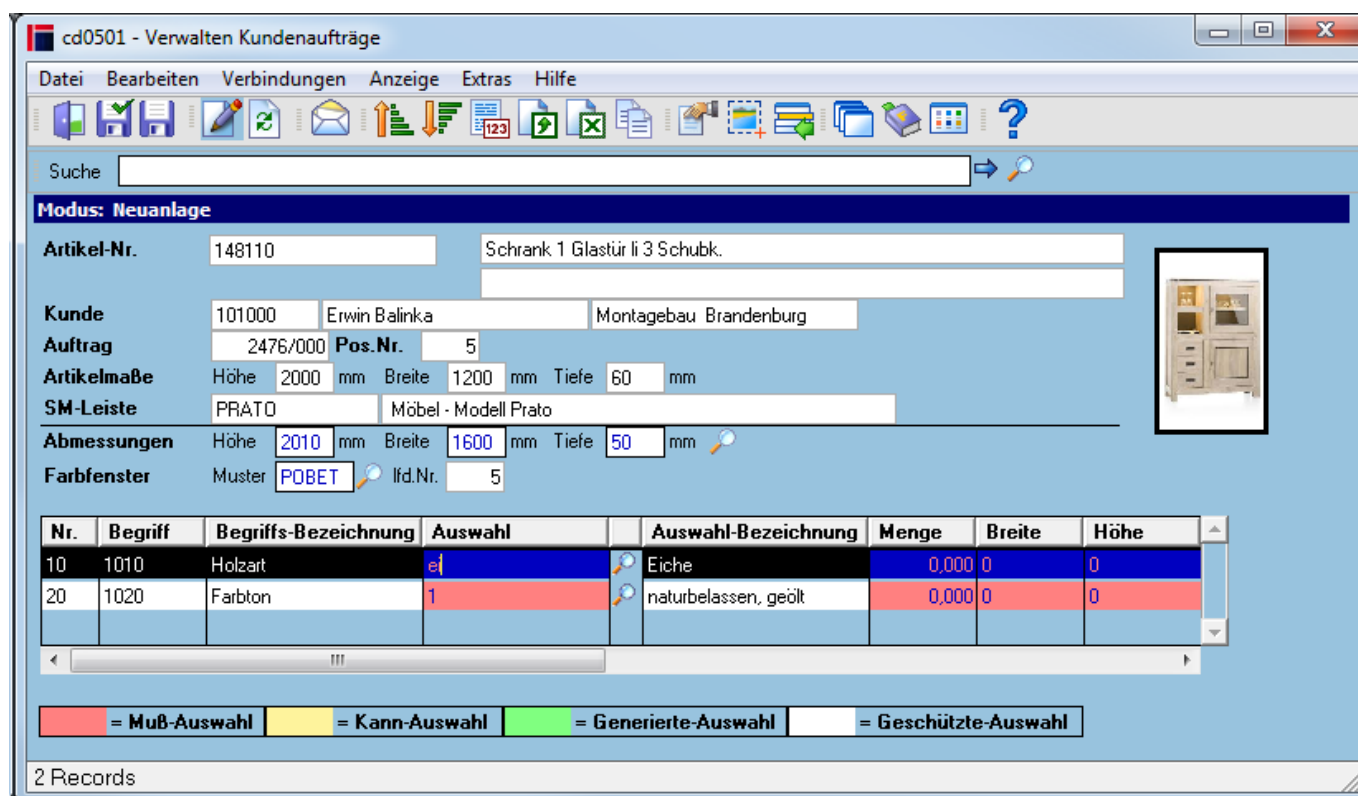 cd0501 - Verwalten Kundenaufträge
Datei Bearbeiten Verbindungen Anzeige Extras Hilfe
123
Suche
Modus: Neuanlage
Artikel-Nr. 148110 Schrank 1 Glastür li 3 Schubk.
Kunde 101000 Erwin Balinka Montagebau Brandenburg
Auftrag 2476/000 Pos.Nr. 5
Artikelmaße Höhe 2000 mm Breite 1200 mm Tiefe 60 mm
SM-Leiste PRATO Möbel - Modell Prato
Abmessungen Höhe 2010 mm Breite 1600 mm Tiefe 50 mm
Farbfenster Muster POBET lfd.Nr. 5
Nr. Begriff Begriffs-Bezeichnung Auswahl Auswahl-Bezeichnung Menge Breite Höhe
10 1010 Holzart ei Eiche 0,000 0 0
20 1020 Farbton 1 naturbelassen, geölt 0,000 0 0
= Muß-Auswahl = Kann-Auswahl = Generierte-Auswahl = Geschützte-Auswahl
2 Records